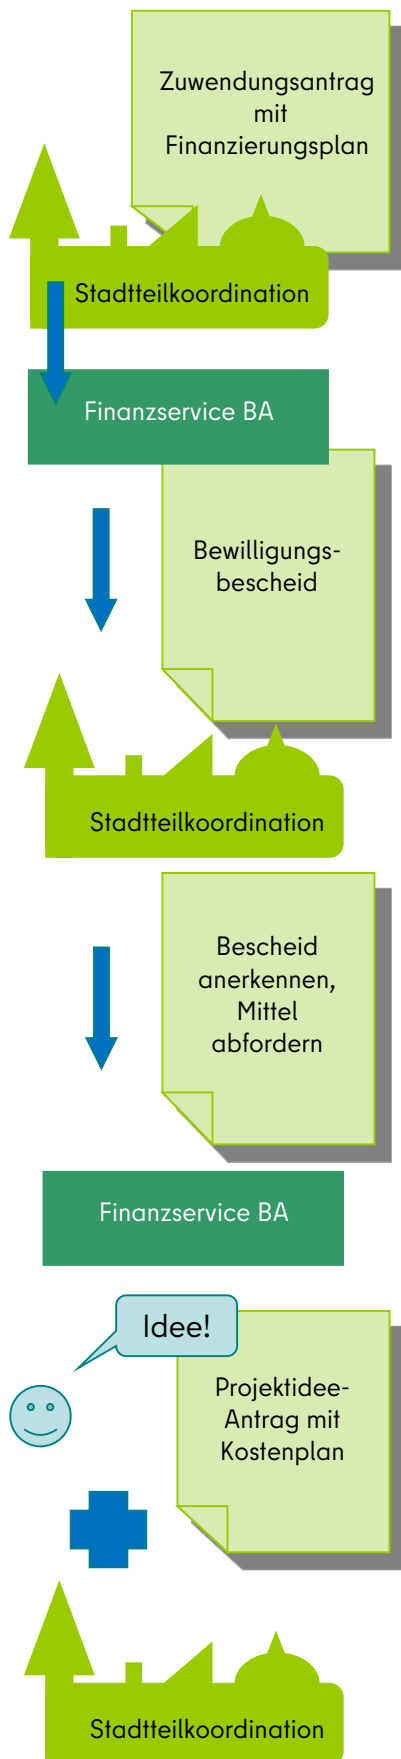 Zuwendungsantrag
mit
Finanzierungsplan
Stadtteilkoordination
Finanzservice BA
Bewilligungs-
bescheid
Stadtteilkoordination
Bescheid
anerkennen,
Mittel
abfordern
Finanzservice BA
Idee!
Projektidee-
Antrag mit
Kostenplan
Stadtteilkoordination